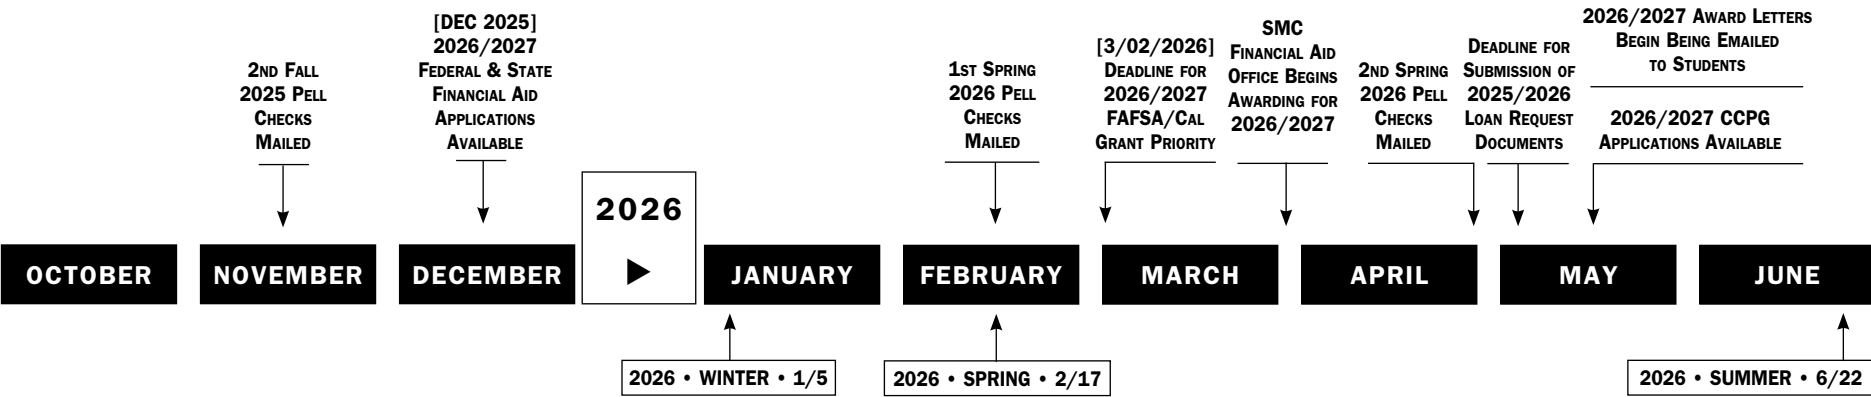 2ND FALL
2025 PELL
CHECKS
MAILED
[DEC 2025]
2026/2027
FEDERAL & STATE
FINANCIAL AID
APPLICATIONS
AVAILABLE
1ST SPRING
2026 PELL
CHECKS
MAILED
[3/02/2026]
DEADLINE FOR
2026/2027
FAFSA/CAL
GRANT PRIORITY
SMC
FINANCIAL AID
OFFICE BEGINS
AWARDING FOR
2026/2027
2ND SPRING
2026 PELL
CHECKS
MAILED
DEADLINE FOR
SUBMISSION OF
2025/2026
LOAN REQUEST
DOCUMENTS
2026/2027 AWARD LETTERS
BEGIN BEING EMAILED
TO STUDENTS
2026/2027 CCPG
APPLICATIONS AVAILABLE
OCTOBER
NOVEMBER
DECEMBER
2026
JANUARY
FEBRUARY
MARCH
APRIL
MAY
JUNE
2026 • WINTER • 1/5
2026 • SPRING • 2/17
2026 • SUMMER • 6/22